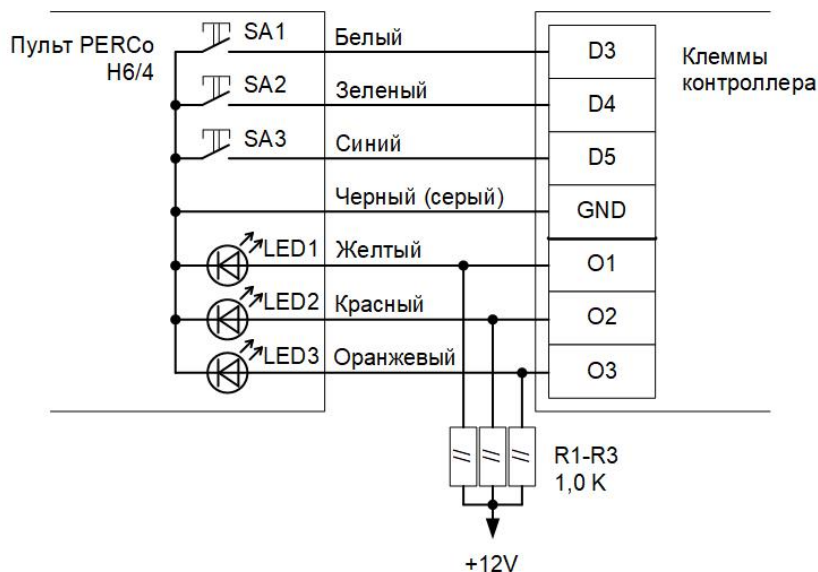 Пульт PERCo
H6/4
SA1
Белый
D3
Клеммы
контроллера
SA2
Зеленый
D4
SA3
Синий
D5
Черный (серый)
GND
LED1
Желтый
O1
LED2
Красный
O2
LED3
Оранжевый
O3
R1-R3
1,0 K
+12V